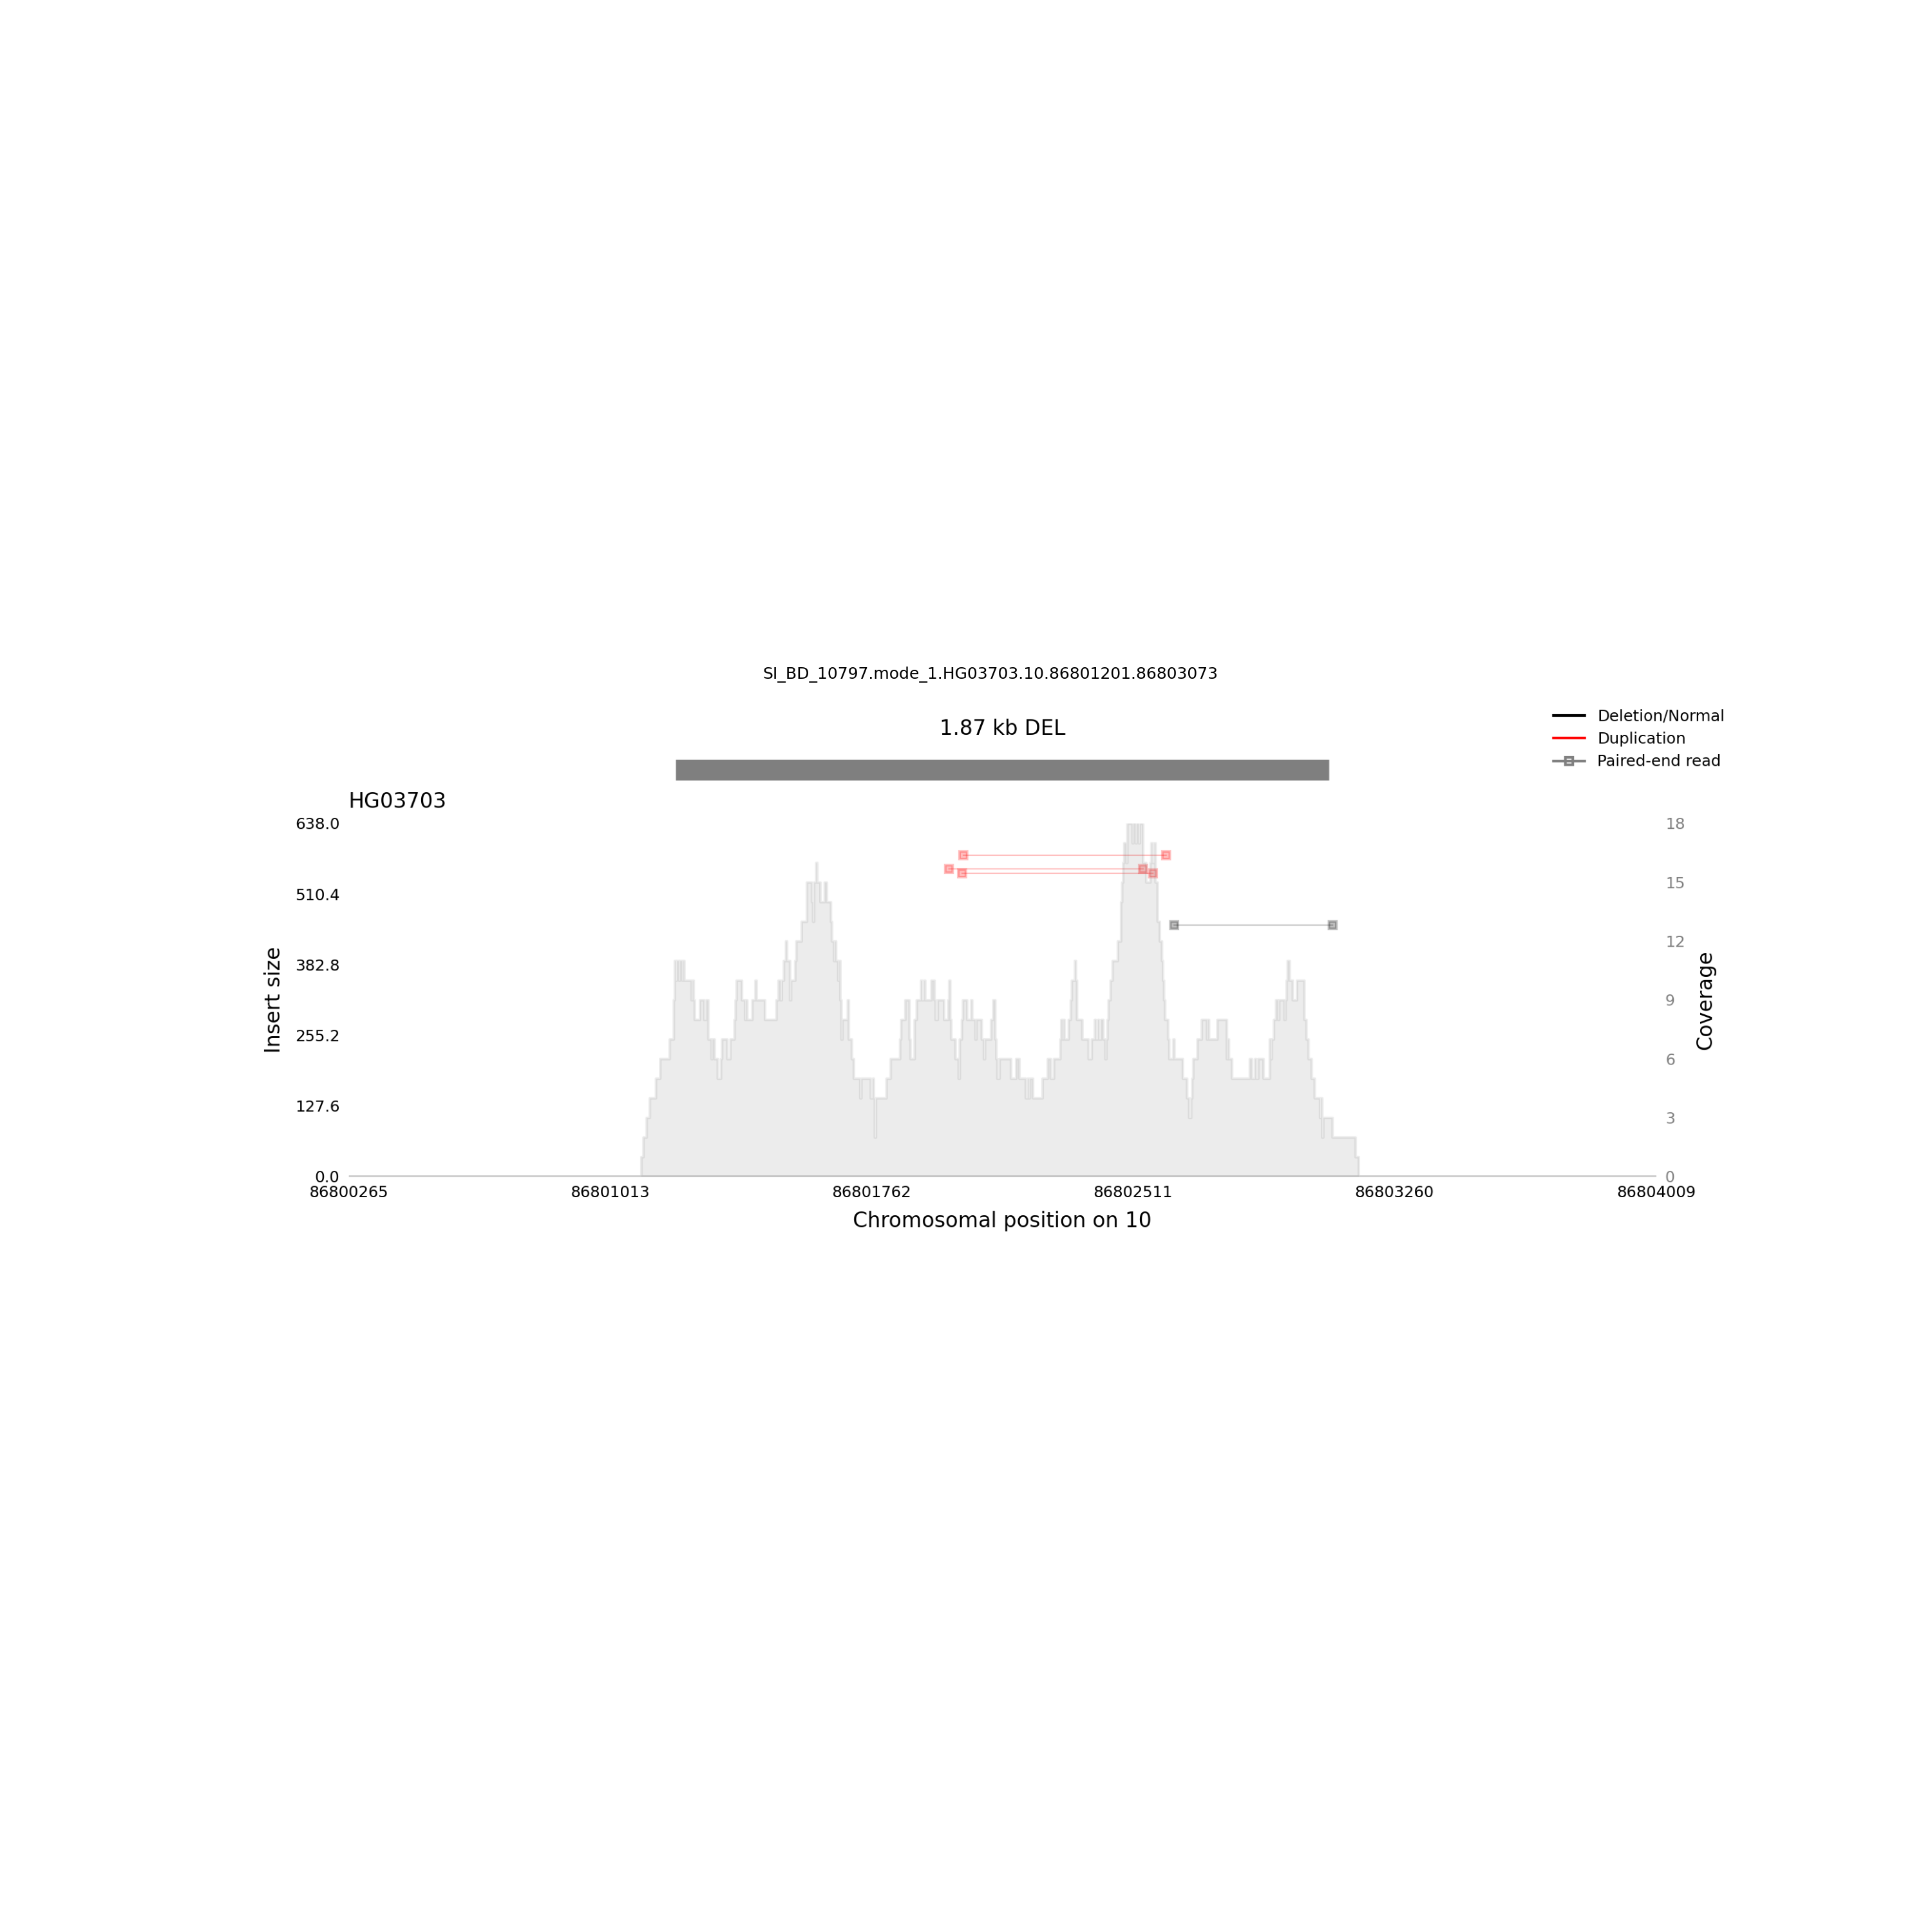 SI_BD_10797.mode_1.HG03703.10.86801201.86803073
1.87 kb DEL
Deletion/Normal
Duplication
Paired-end read
HG03703
638.0
510.4
382.8
255.2
127.6
0.0
Insert size
18
15
12
9
6
3
0
Coverage
86800265 86801013 86801762 86802511 86803260 86804009
Chromosomal position on 10